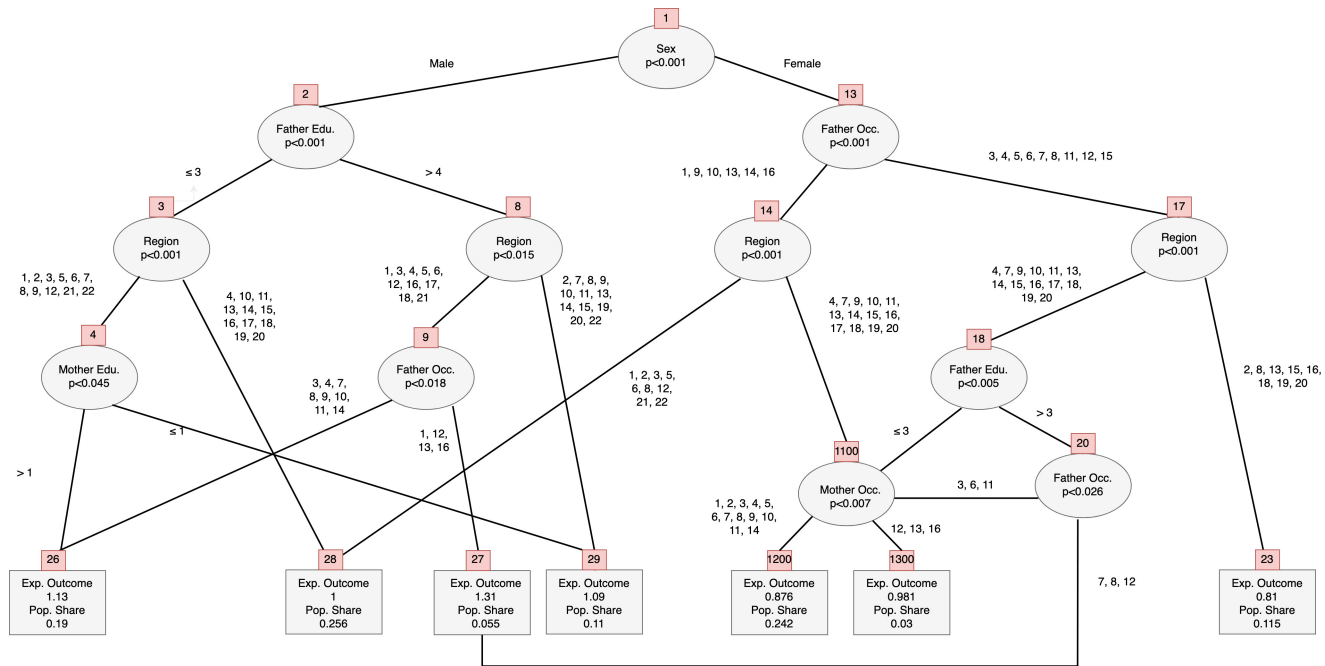 1
Sex
p<0.001
Male
Female
2
Father Edu.
p<0.001
13
Father Occ.
p<0.001
≤ 3
> 4
1, 9, 10, 13, 14, 16
3, 4, 5, 6, 7, 8, 11, 12, 15
3
Region
p<0.001
8
Region
p<0.015
14
Region
p<0.001
17
Region
p<0.001
1, 2, 3, 5, 6, 7,
8, 9, 12, 21, 22
4, 10, 11,
13, 14, 15,
16, 17, 18,
19, 20
1, 3, 4, 5, 6,
12, 16, 17,
18, 21
2, 7, 8, 9,
10, 11, 13,
14, 15, 19,
20, 22
4, 7, 9, 10, 11,
13, 14, 15, 16,
17, 18, 19, 20
4, 7, 9, 10, 11, 13,
14, 15, 16, 17, 18,
19, 20
4
Mother Edu.
p<0.045
9
Father Occ.
p<0.018
18
Father Edu.
p<0.005
3, 4, 7,
8, 9, 10,
11, 14
1, 2, 3, 5,
6, 8, 12,
21, 22
2, 8, 13, 15, 16,
18, 19, 20
≤ 1
1, 12,
13, 16
≤ 3
> 3
> 1
1100
Mother Occ.
p<0.007
20
Father Occ.
p<0.026
3, 6, 11
1, 2, 3, 4, 5,
6, 7, 8, 9, 10,
11, 14
12, 13, 16
7, 8, 12
26
Exp. Outcome
1.13
Pop. Share
0.19
28
Exp. Outcome
1
Pop. Share
0.256
27
Exp. Outcome
1.31
Pop. Share
0.055
29
Exp. Outcome
1.09
Pop. Share
0.11
1200
Exp. Outcome
0.876
Pop. Share
0.242
1300
Exp. Outcome
0.981
Pop. Share
0.03
23
Exp. Outcome
0.81
Pop. Share
0.115